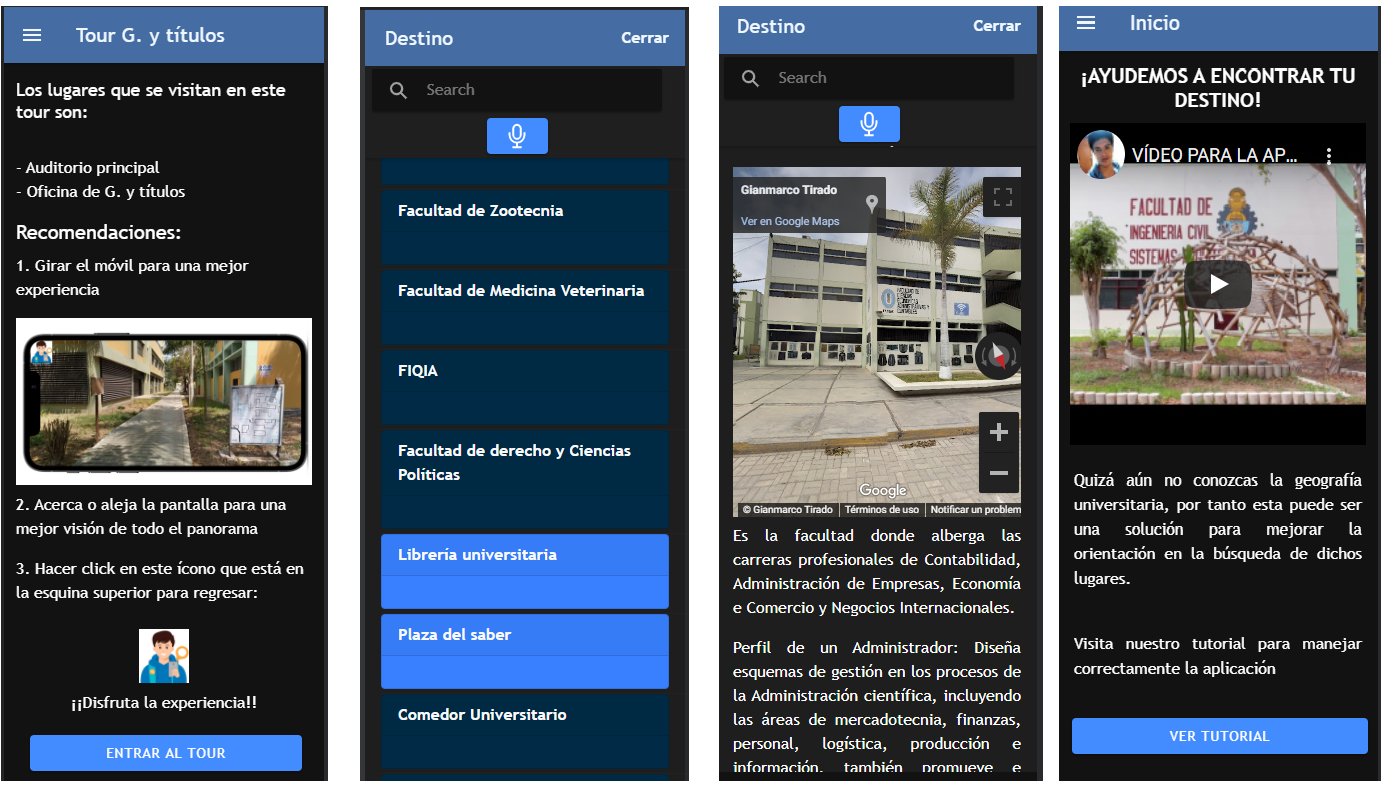 Tour G. y títulos
Los lugares que se visitan en este
tour son:
- Auditorio principal
- Oficina de G. y títulos
Recomendaciones:
1. Girar el móvil para una mejor
experiencia
2. Acerca o aleja la pantalla para una
mejor visión de todo el panorama
3. Hacer click en este ícono que está en
la esquina superior para regresar:
¡¡Disfruta la experiencia!!
ENTRAR AL TOUR
Destino
Cerrar
Search
Facultad de Zootecnia
Facultad de Medicina Veterinaria
FIQIA
Facultad de derecho y Ciencias
Políticas
Librería universitaria
Plaza del saber
Comedor Universitario
Destino
Cerrar
Search
Gianmarco Tirado
Ver en Google Maps
FACULTAD DE
CIENCIAS
ECONÓMICAS
ADMINISTRATIVAS Y
CONTABLES
Google
© Gianmarco Tirado
Términos de uso
Notificar un problem
Es la facultad donde alberga las
carreras profesionales de Contabilidad,
Administración de Empresas, Economía
e Comercio y Negocios Internacionales.
Perfil de un Administrador: Diseña
esquemas de gestión en los procesos de
la Administración científica, incluyendo
las áreas de mercadotecnia, finanzas,
personal, logística, producción e
información, también promueve e
Inicio
¡AYUDEMOS A ENCONTRAR TU
DESTINO!
VÍDEO PARA LA AP...
FACULTAD DE
INGENIERIA CIVIL
SISTEMAS
Quizá aún no conozcas la geografía
universitaria, por tanto esta puede ser
una solución para mejorar la
orientación en la búsqueda de dichos
lugares.
Visita nuestro tutorial para manejar
correctamente la aplicación
VER TUTORIAL